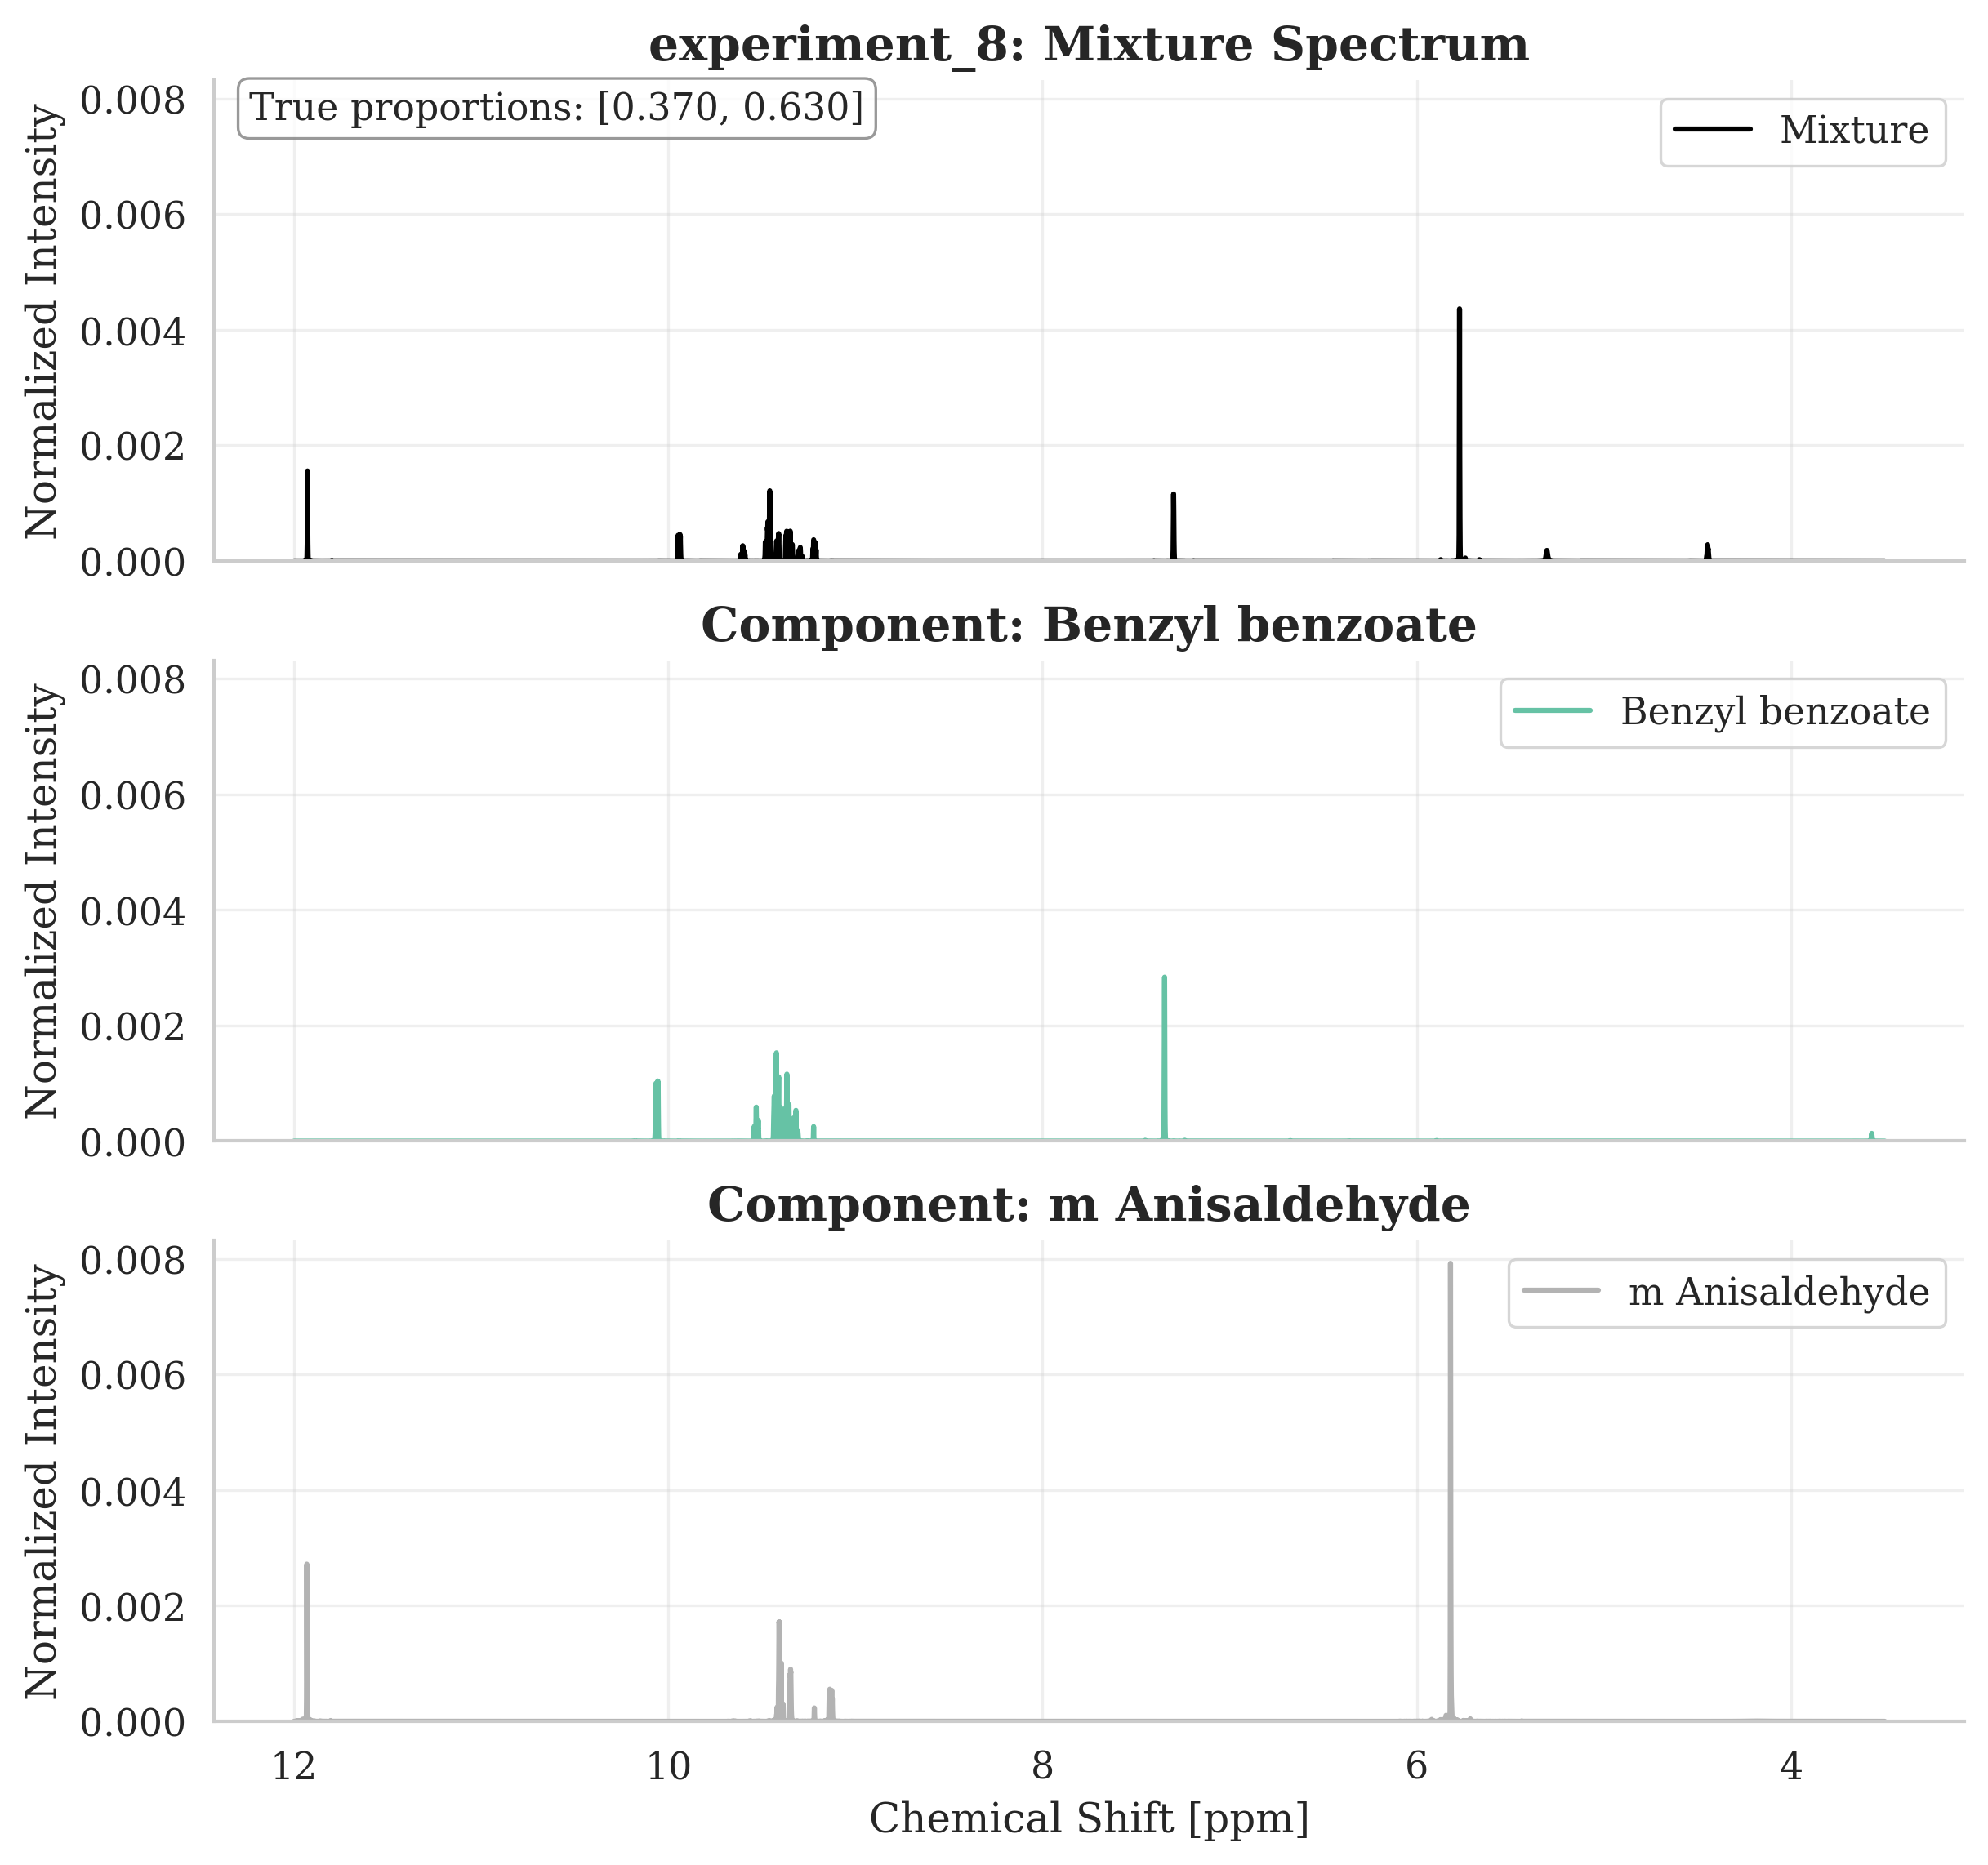 experiment_8: Mixture Spectrum
Normalized Intensity
0.008
0.006
0.004
0.002
0.000
True proportions: [0.370, 0.630]
Mixture
Component: Benzyl benzoate
Normalized Intensity
0.008
0.006
0.004
0.002
0.000
Benzyl benzoate
Component: m Anisaldehyde
Normalized Intensity
0.008
0.006
0.004
0.002
0.000
m Anisaldehyde
12 10 8 6 4
Chemical Shift [ppm]